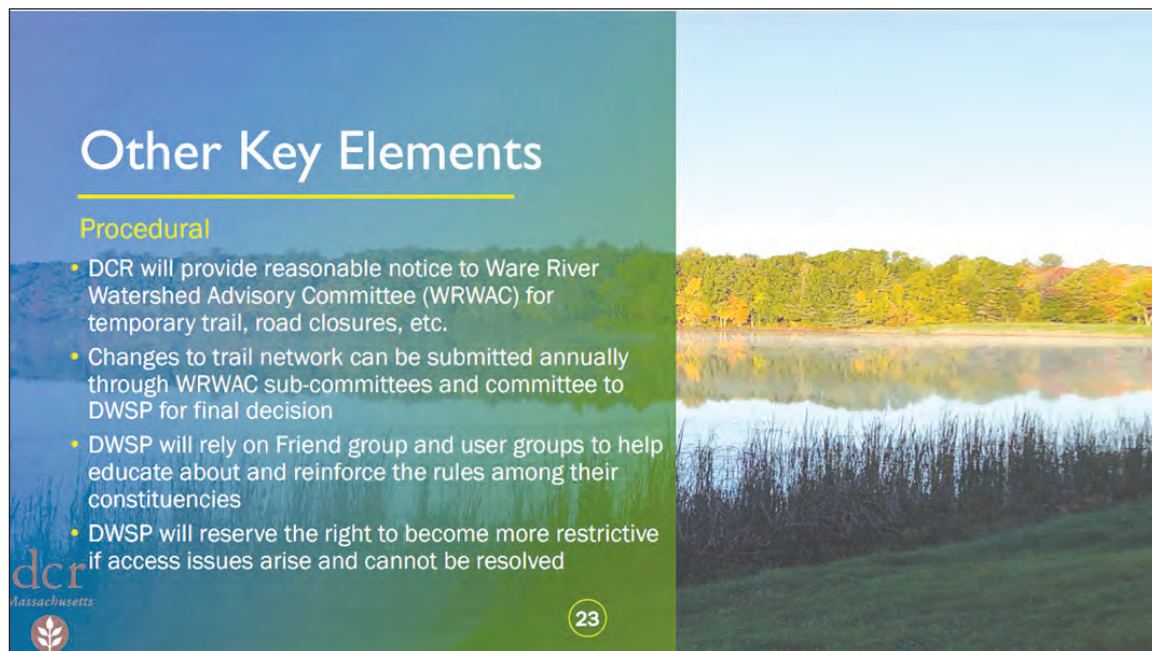 Other Key Elements
Procedural
• DCR will provide reasonable notice to Ware River
Watershed Advisory Committee (WRWAC) for
temporary trail, road closures, etc.
• Changes to trail network can be submitted annually
through WRWAC sub-committees and committee to
DWSP for final decision
• DWSP will rely on Friend group and user groups to help
educate about and reinforce the rules among their
constituencies
• DWSP will reserve the right to become more restrictive
if access issues arise and cannot be resolved
dcr
Massachusetts
23